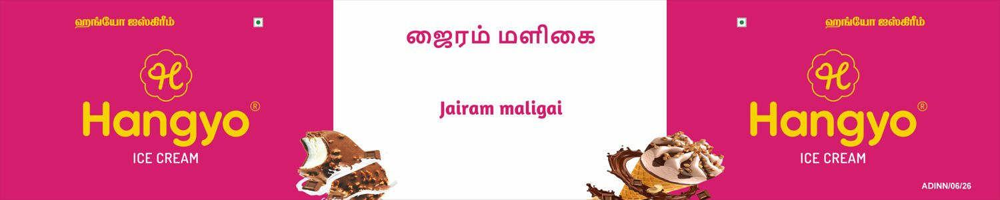 ஹங்யோ ஐஸ்கிரீம்
H
Hangyo®
ICE CREAM
ஜைரம் மளிகை
Jairam maligai
ஹங்யோ ஐஸ்கிரீம்
H
Hangyo®
ICE CREAM
ADINN/06/26